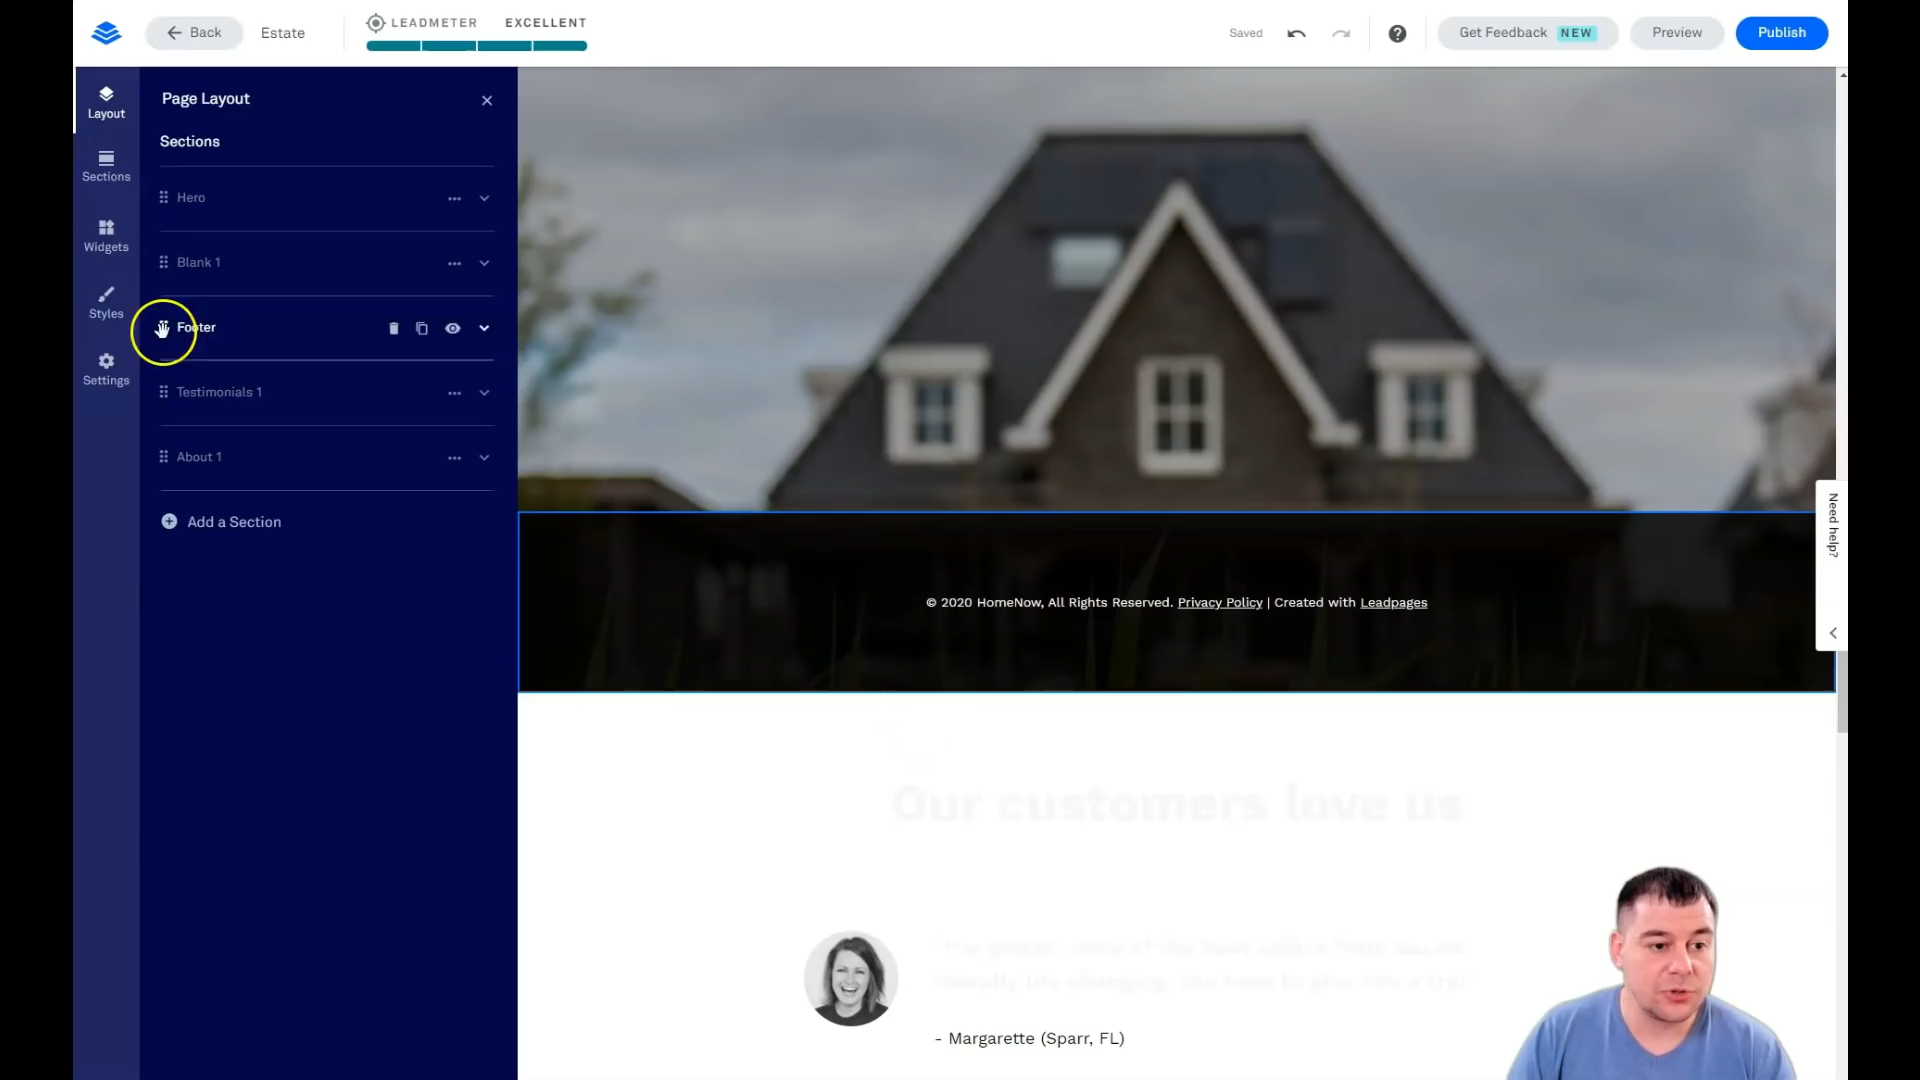 Back
Estate
LEADMETER EXCELLENT
Saved
Get Feedback NEW
Preview
Publish
Layout
Sections
Widgets
Styles
Settings
Page Layout
Sections
Hero
Blank 1
Footer
Testimonials 1
About 1
Add a Section
© 2020 HomeNow, All Rights Reserved. Privacy Policy | Created with Leadpages
Need help?
Our customers love us
- Margarette (Sparr, FL)